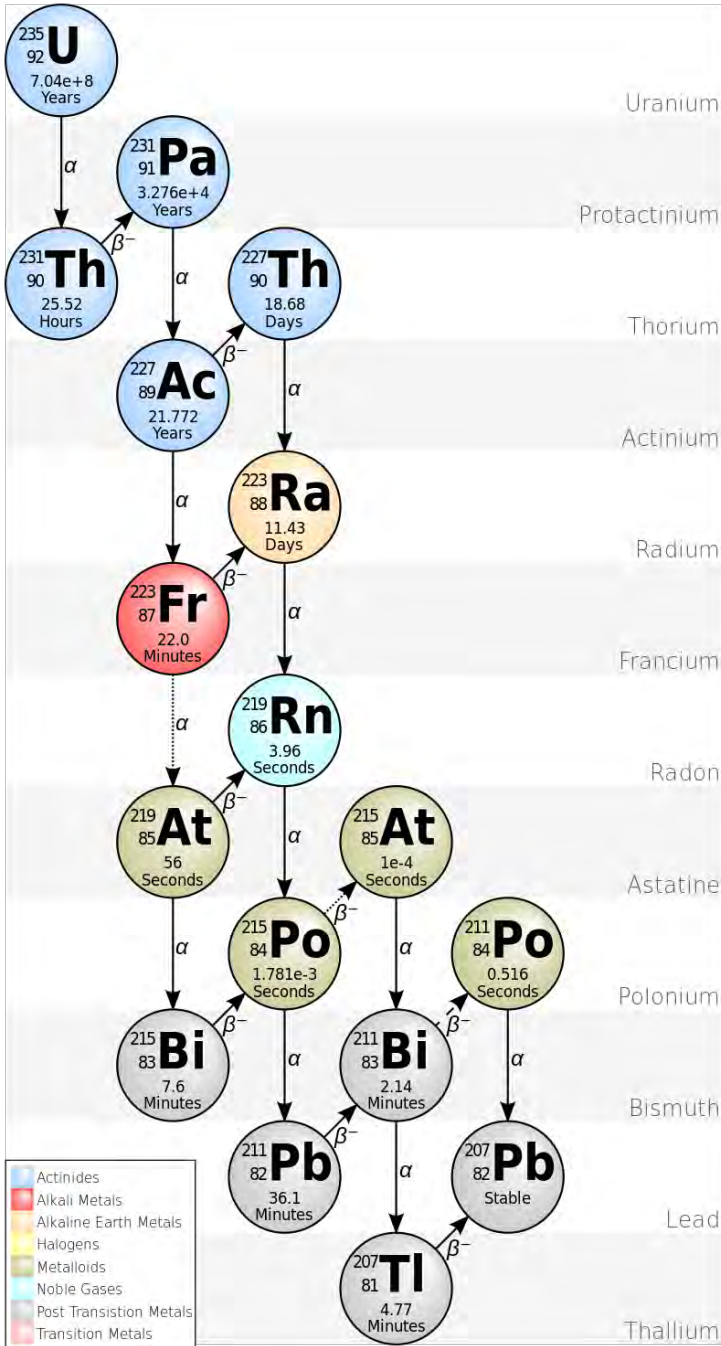 235
92
U
7.04e+8
Years
Uranium
α
231
91
Pa
3.276e+4
Years
Protactinium
β⁻
α
231
90
Th
25.52
Hours
227
90
Th
18.68
Days
Thorium
β⁻
α
227
89
Ac
21.772
Years
Actinium
α
223
88
Ra
11.43
Days
Radium
β⁻
α
223
87
Fr
22.0
Minutes
Francium
α
219
86
Rn
3.96
Seconds
Radon
β⁻
α
219
85
At
56
Seconds
215
85
At
1e-4
Seconds
Astatine
β⁻
α
α
215
84
Po
1.781e-3
Seconds
211
84
Po
0.516
Seconds
Polonium
β⁻
β⁻
α
α
215
83
Bi
7.6
Minutes
211
83
Bi
2.14
Minutes
Bismuth
β⁻
α
211
82
Pb
36.1
Minutes
207
82
Pb
Stable
Lead
β⁻
207
81
Tl
4.77
Minutes
Thallium
Actinides
Alkali Metals
Alkaline Earth Metals
Halogens
Metalloids
Noble Gases
Post Transistion Metals
Transition Metals